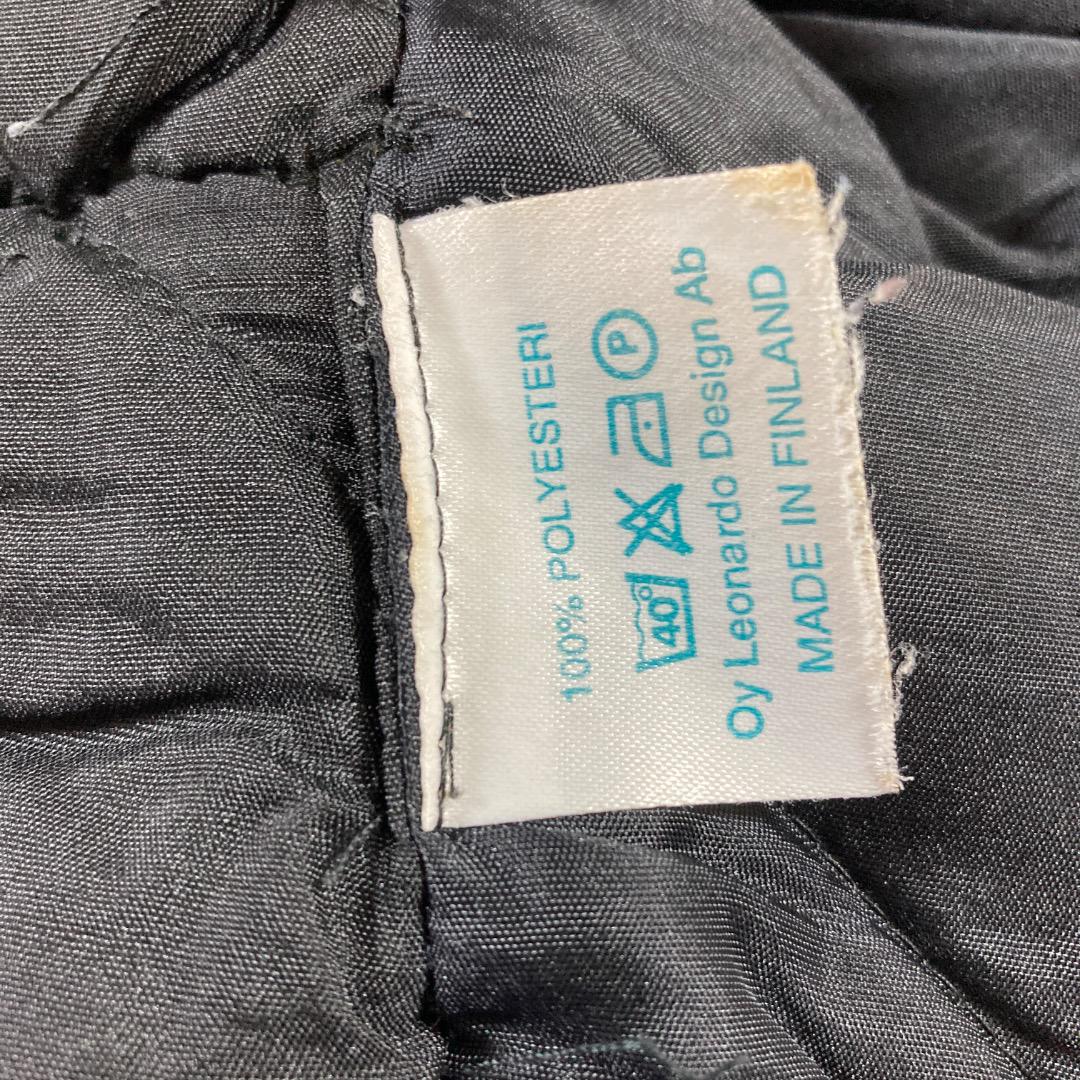 100% POLYESTERI
40° P
Oy Leonardo Design Ab
MADE IN FINLAND